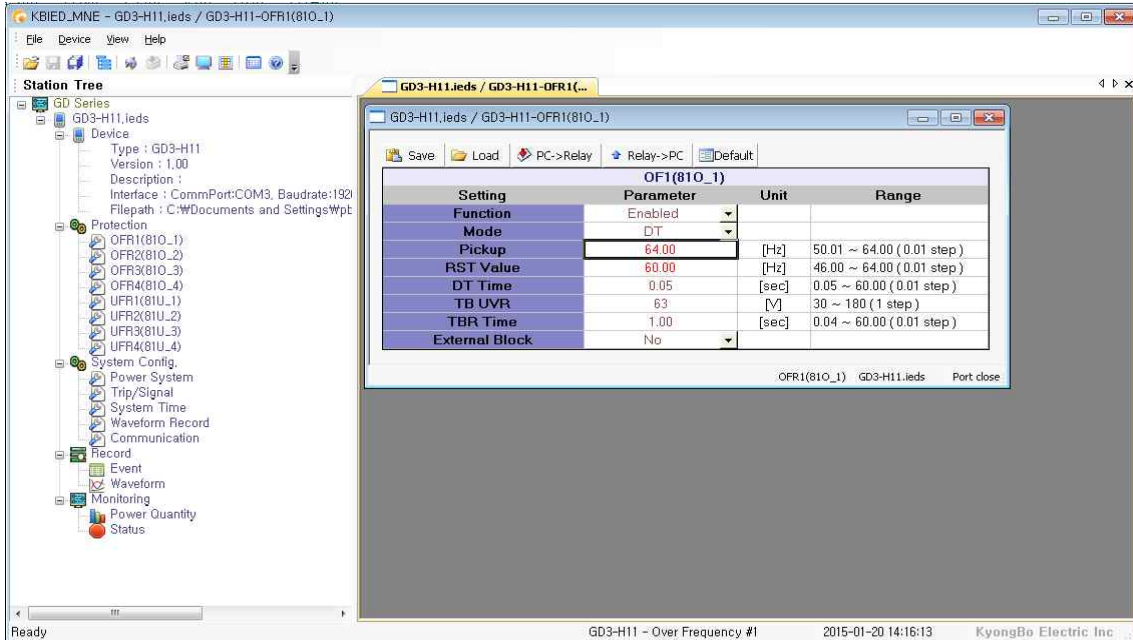 KBIED_MNE - GD3-H11.ieds / GD3-H11-OFR1(81O_1)
File Device View Help
Station Tree
GD Series
GD3-H11.ieds
Device
Type : GD3-H11
Version : 1.00
Description :
Interface : CommPort:COM3, Baudrate:192
Filepath : C:₩Documents and Settings₩pb
Protection
OFR1(81O_1)
OFR2(81O_2)
OFR3(81O_3)
OFR4(81O_4)
UFR1(81U_1)
UFR2(81U_2)
UFR3(81U_3)
UFR4(81U_4)
System Config.
Power System
Trip/Signal
System Time
Waveform Record
Communication
Record
Event
Waveform
Monitoring
Power Quantity
Status
GD3-H11.ieds / GD3-H11-OFR1(...
GD3-H11.ieds / GD3-H11-OFR1(81O_1)
Save Load PC->Relay Relay->PC Default
OF1(81O_1)
Setting Parameter Unit Range
Function Enabled
Mode DT
Pickup 64.00 [Hz] 50.01 ~ 64.00 ( 0.01 step )
RST Value 60.00 [Hz] 46.00 ~ 64.00 ( 0.01 step )
DT Time 0.05 [sec] 0.05 ~ 60.00 ( 0.01 step )
TB UVR 63 [V] 30 ~ 180 ( 1 step )
TBR Time 1.00 [sec] 0.04 ~ 60.00 ( 0.01 step )
External Block No
OFR1(81O_1) GD3-H11.ieds Port close
Ready GD3-H11 - Over Frequency #1 2015-01-20 14:16:13 KyongBo Electric Inc